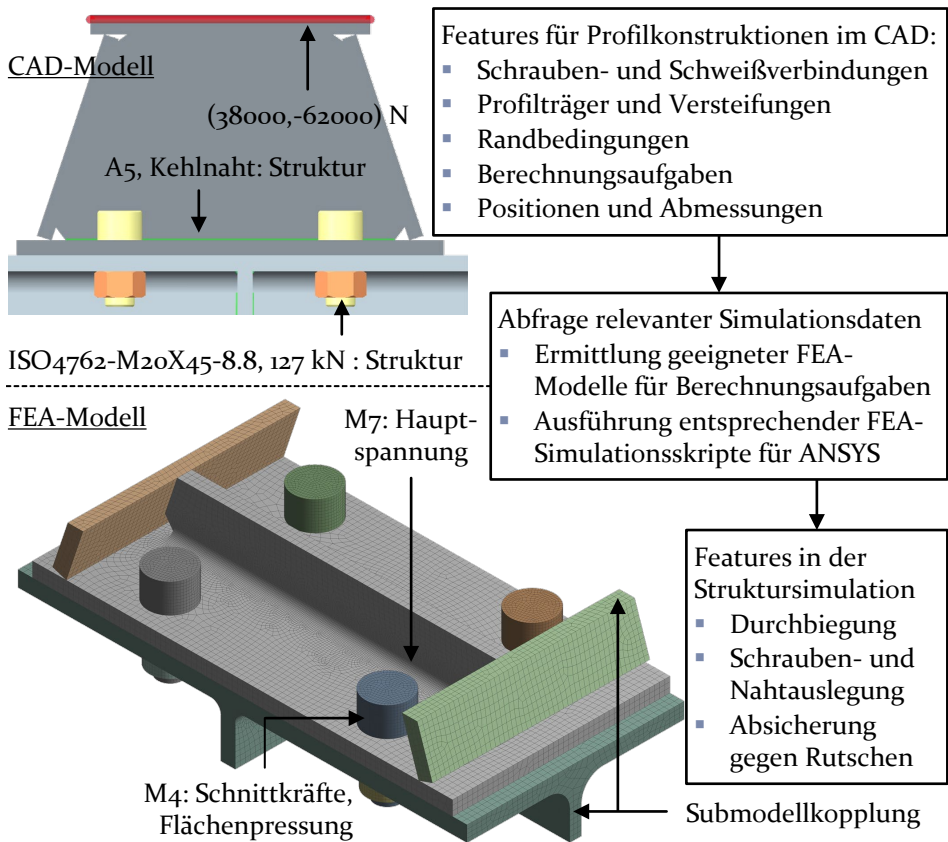 CAD-Modell
(38000,-62000) N
A5, Kehlnaht: Struktur
ISO4762-M20X45-8.8, 127 kN : Struktur
FEA-Modell
M7: Haupt-
spannung
M4: Schnittkräfte,
Flächenpressung
Submodellkopplung
Features für Profilkonstruktionen im CAD:
▪ Schrauben- und Schweißverbindungen
▪ Profilträger und Versteifungen
▪ Randbedingungen
▪ Berechnungsaufgaben
▪ Positionen und Abmessungen
Abfrage relevanter Simulationsdaten
▪ Ermittlung geeigneter FEA-
Modelle für Berechnungsaufgaben
▪ Ausführung entsprechender FEA-
Simulationsskripte für ANSYS
Features in der
Struktursimulation
▪ Durchbiegung
▪ Schrauben- und
Nahtauslegung
▪ Absicherung
gegen Rutschen